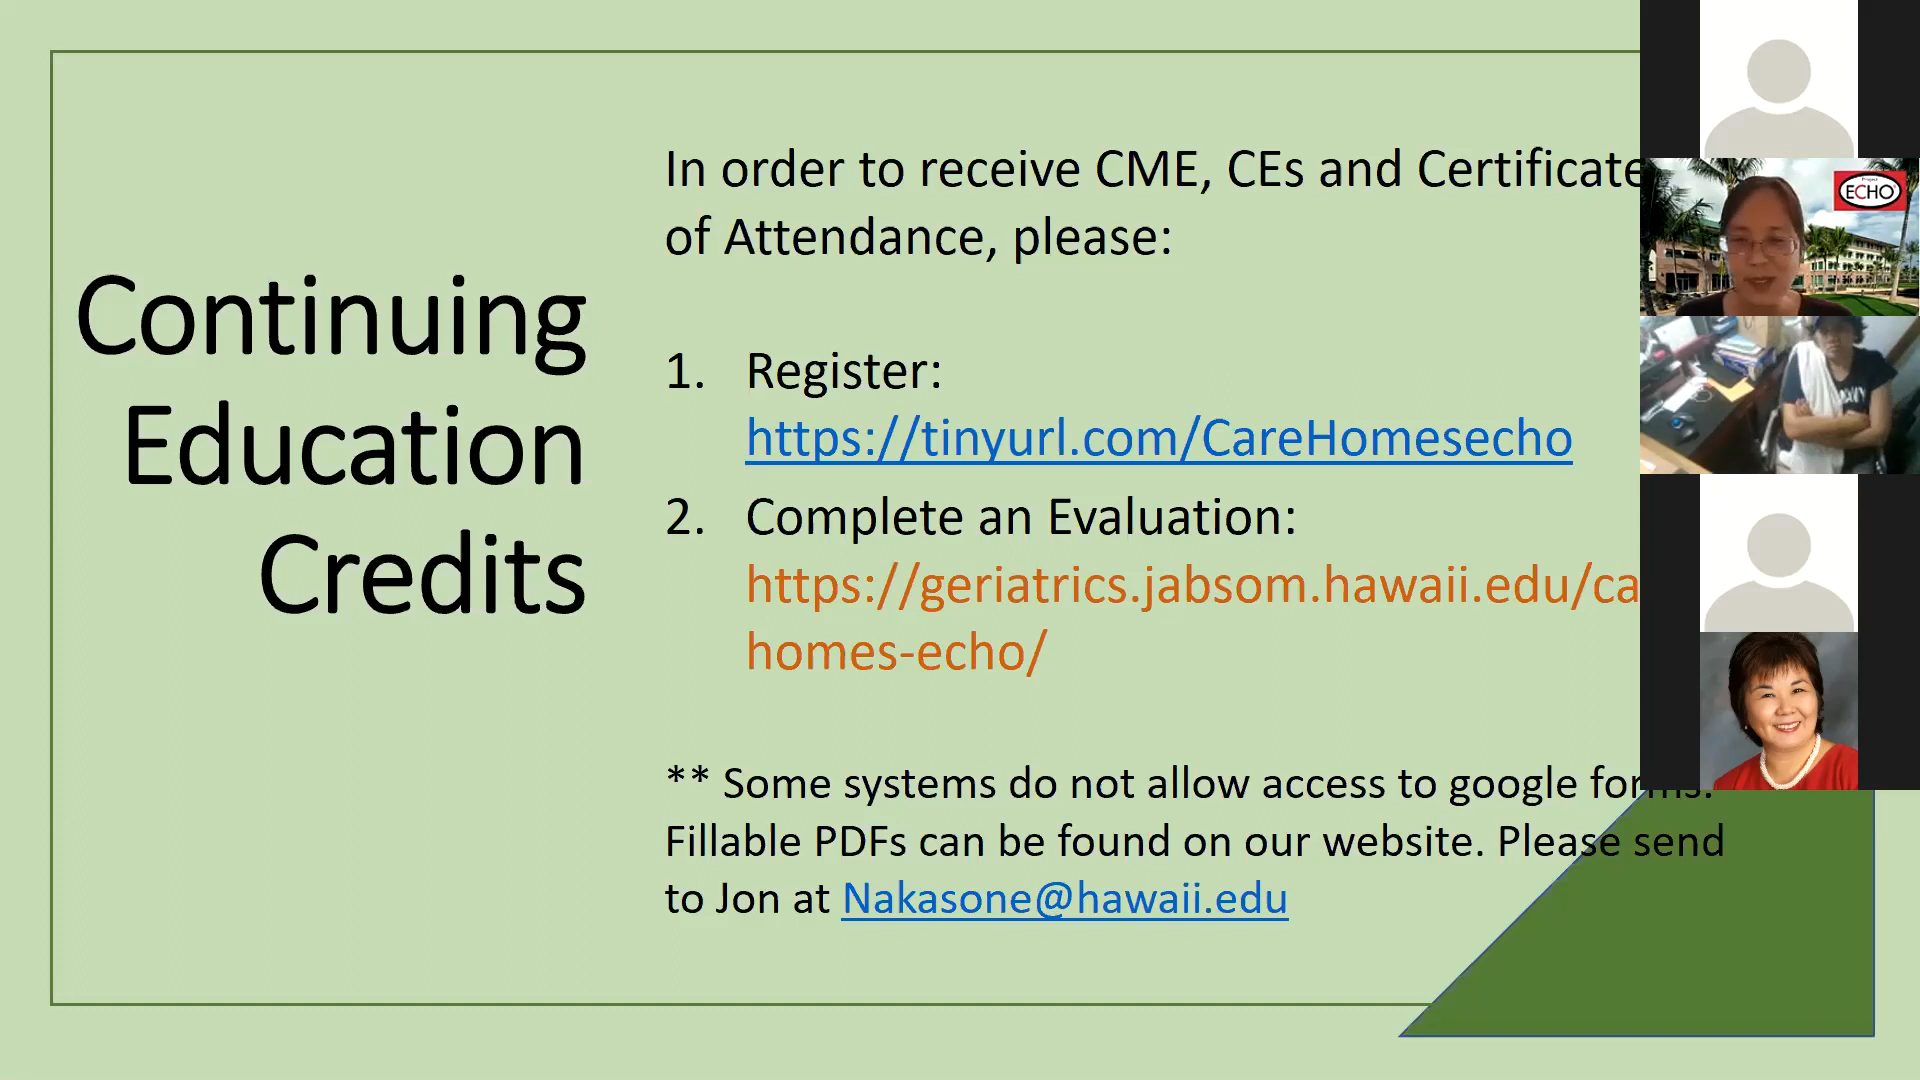 Continuing
Education
Credits
In order to receive CME, CEs and Certificate
of Attendance, please:
1. Register:
https://tinyurl.com/CareHomesecho
2. Complete an Evaluation:
https://geriatrics.jabsom.hawaii.edu/ca
homes-echo/
** Some systems do not allow access to google forms.
Fillable PDFs can be found on our website. Please send
to Jon at Nakasone@hawaii.edu
Project
ECHO